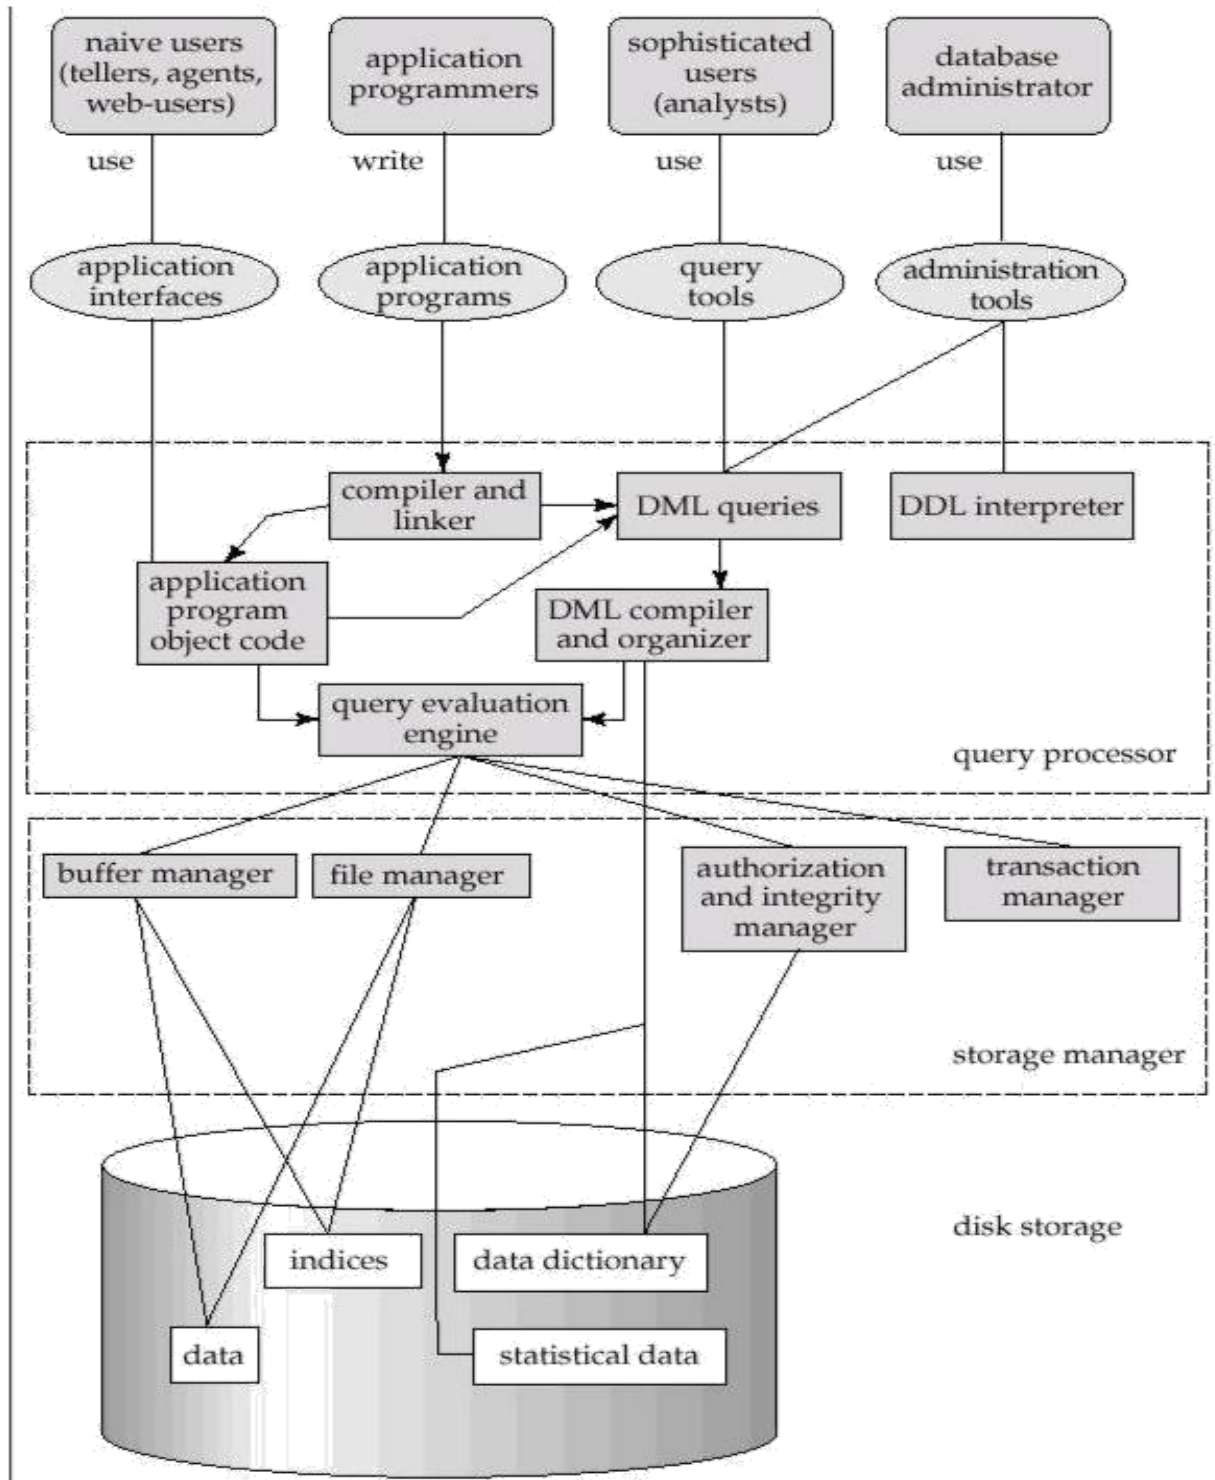 naive users
(tellers, agents,
web-users)
application
programmers
sophisticated
users
(analysts)
database
administrator
use
write
use
use
application
interfaces
application
programs
query
tools
administration
tools
compiler and
linker
DML queries
DDL interpreter
application
program
object code
DML compiler
and organizer
query evaluation
engine
query processor
buffer manager
file manager
authorization
and integrity
manager
transaction
manager
storage manager
disk storage
indices
data dictionary
data
statistical data